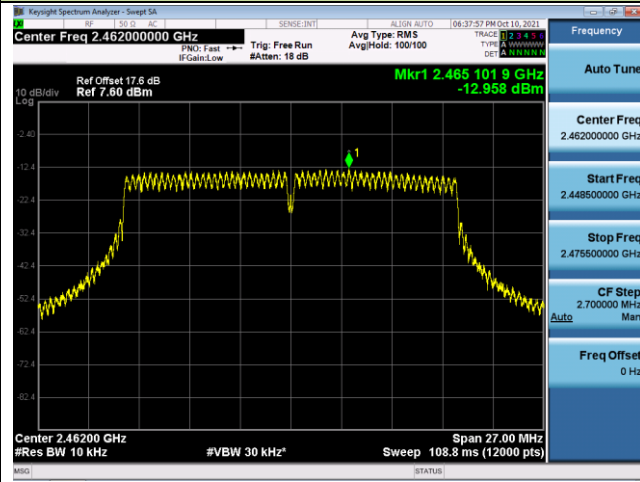 Keysight Spectrum Analyzer - Swept SA
RF 50 Ω AC SENSE:INT ALIGN AUTO 06:37:57 PM Oct 10, 2021
Center Freq 2.462000000 GHz
PNO: Fast
IFGain:Low
Trig: Free Run
#Atten: 18 dB
Avg Type: RMS
Avg|Hold: 100/100
TRACE 1 2 3 4 5 6
TYPE A WWWWW
DET A N N N N N
Ref Offset 17.6 dB
10 dB/div Ref 7.60 dBm
Log
Mkr1 2.465 101 9 GHz
-12.958 dBm
1
-2.40
-12.4
-22.4
-32.4
-42.4
-52.4
-62.4
-72.4
-82.4
Center 2.46200 GHz Span 27.00 MHz
#Res BW 10 kHz #VBW 30 kHz* Sweep 108.8 ms (12000 pts)
MSG STATUS
Frequency
Auto Tune
Center Freq
2.462000000 GHz
Start Freq
2.448500000 GHz
Stop Freq
2.475500000 GHz
CF Step
2.700000 MHz
Auto Man
Freq Offset
0 Hz